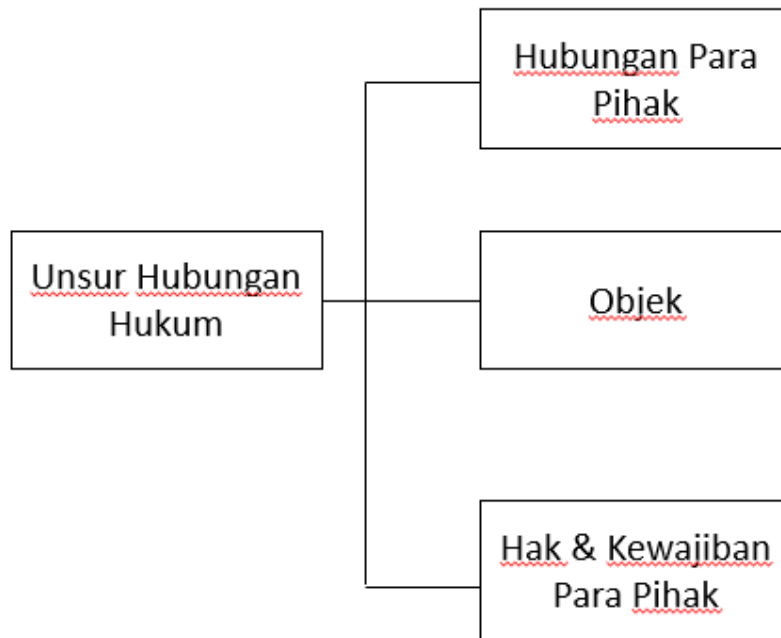 Hubungan Para
Pihak
Unsur Hubungan
Hukum
Objek
Hak & Kewajiban
Para Pihak